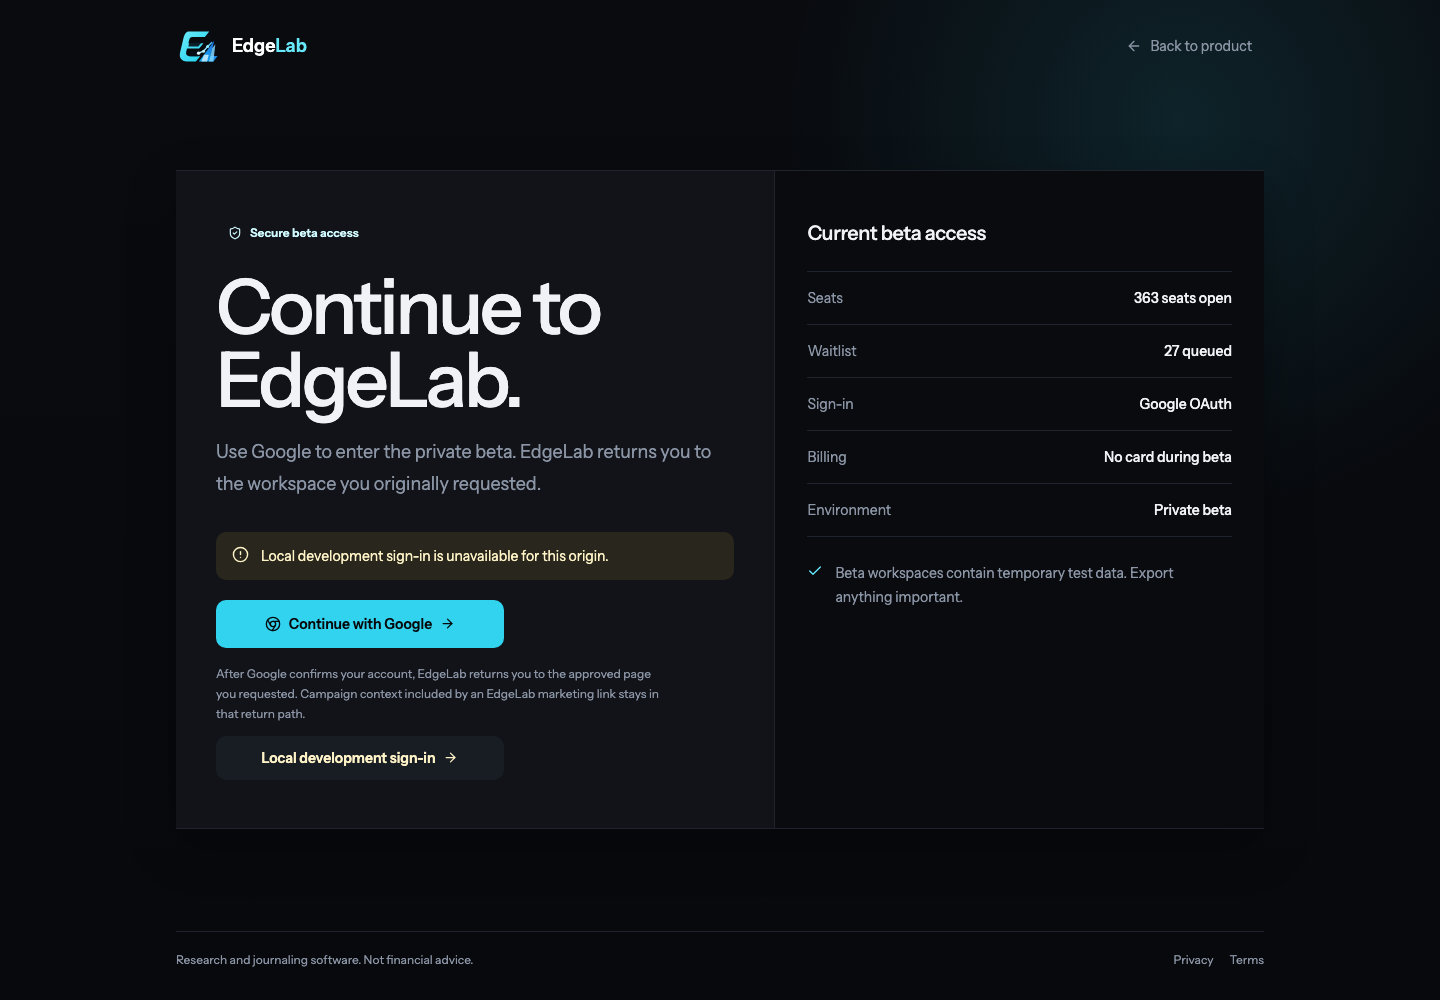 EdgeLab
Back to product
Secure beta access
Continue to
EdgeLab.
Use Google to enter the private beta. EdgeLab returns you to
the workspace you originally requested.
Local development sign-in is unavailable for this origin.
Continue with Google
After Google confirms your account, EdgeLab returns you to the approved page
you requested. Campaign context included by an EdgeLab marketing link stays in
that return path.
Local development sign-in
Current beta access
Seats 363 seats open
Waitlist 27 queued
Sign-in Google OAuth
Billing No card during beta
Environment Private beta
Beta workspaces contain temporary test data. Export
anything important.
Research and journaling software. Not financial advice.
Privacy Terms